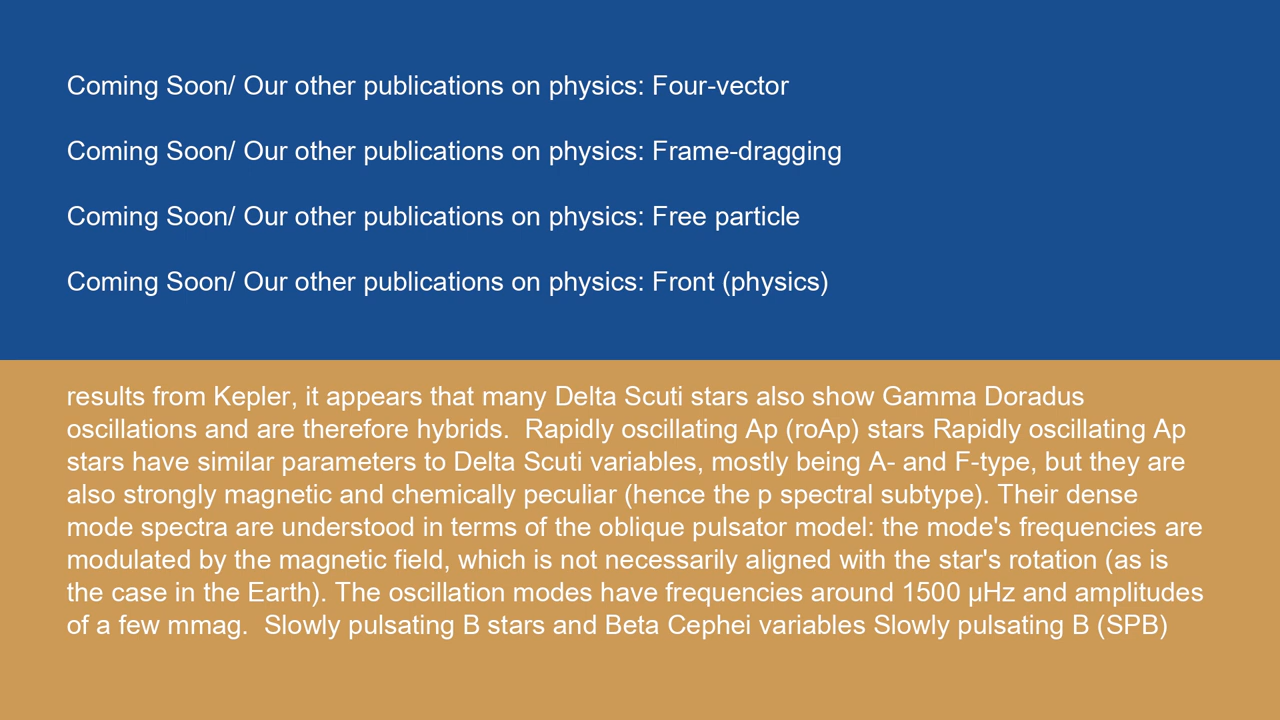 Coming Soon/ Our other publications on physics: Four-vector
Coming Soon/ Our other publications on physics: Frame-dragging
Coming Soon/ Our other publications on physics: Free particle
Coming Soon/ Our other publications on physics: Front (physics)
results from Kepler, it appears that many Delta Scuti stars also show Gamma Doradus
oscillations and are therefore hybrids.  Rapidly oscillating Ap (roAp) stars Rapidly oscillating Ap
stars have similar parameters to Delta Scuti variables, mostly being A- and F-type, but they are
also strongly magnetic and chemically peculiar (hence the p spectral subtype). Their dense
mode spectra are understood in terms of the oblique pulsator model: the mode's frequencies are
modulated by the magnetic field, which is not necessarily aligned with the star's rotation (as is
the case in the Earth). The oscillation modes have frequencies around 1500 μHz and amplitudes
of a few mmag.  Slowly pulsating B stars and Beta Cephei variables Slowly pulsating B (SPB)